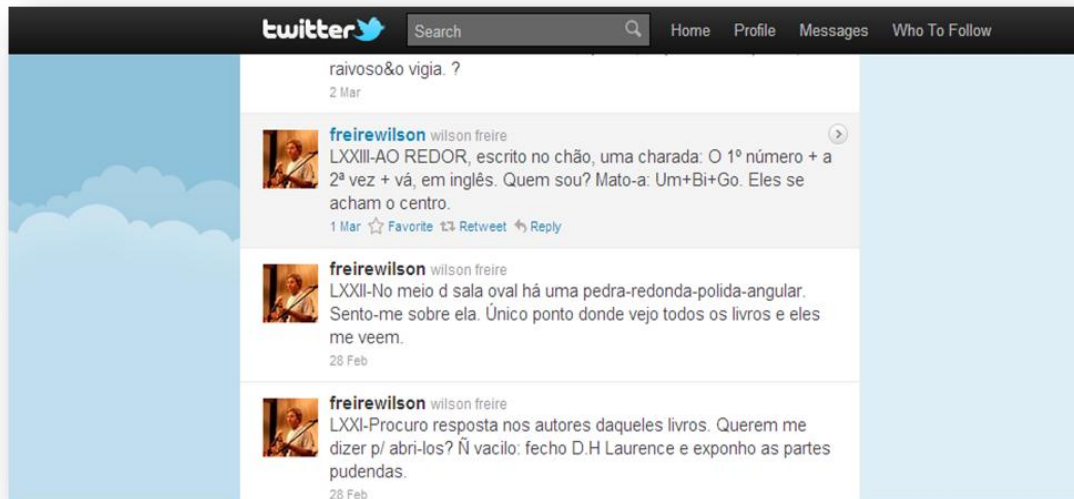 twitter Search Home Profile Messages Who To Follow
raivoso&o vigia. ?
2 Mar
freirewilson wilson freire
LXXIII-AO REDOR, escrito no chão, uma charada: O 1º número + a
2ª vez + vá, em inglês. Quem sou? Mato-a: Um+Bi+Go. Eles se
acham o centro.
1 Mar Favorite Retweet Reply
freirewilson wilson freire
LXXII-No meio d sala oval há uma pedra-redonda-polida-angular.
Sento-me sobre ela. Único ponto donde vejo todos os livros e eles
me veem.
28 Feb
freirewilson wilson freire
LXXI-Procuro resposta nos autores daqueles livros. Querem me
dizer p/ abri-los? Ñ vacilo: fecho D.H Laurence e exponho as partes
pudendas.
28 Feb